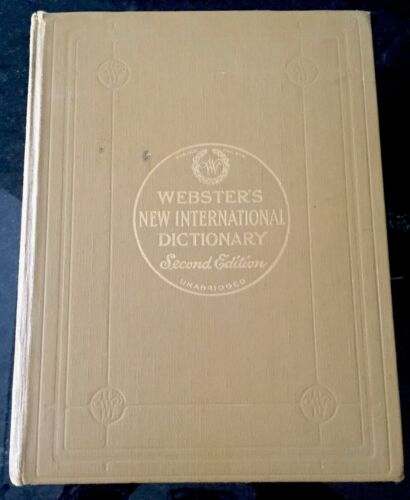 WEBSTER'S
NEW INTERNATIONAL
DICTIONARY
Second Edition
UNABRIDGED